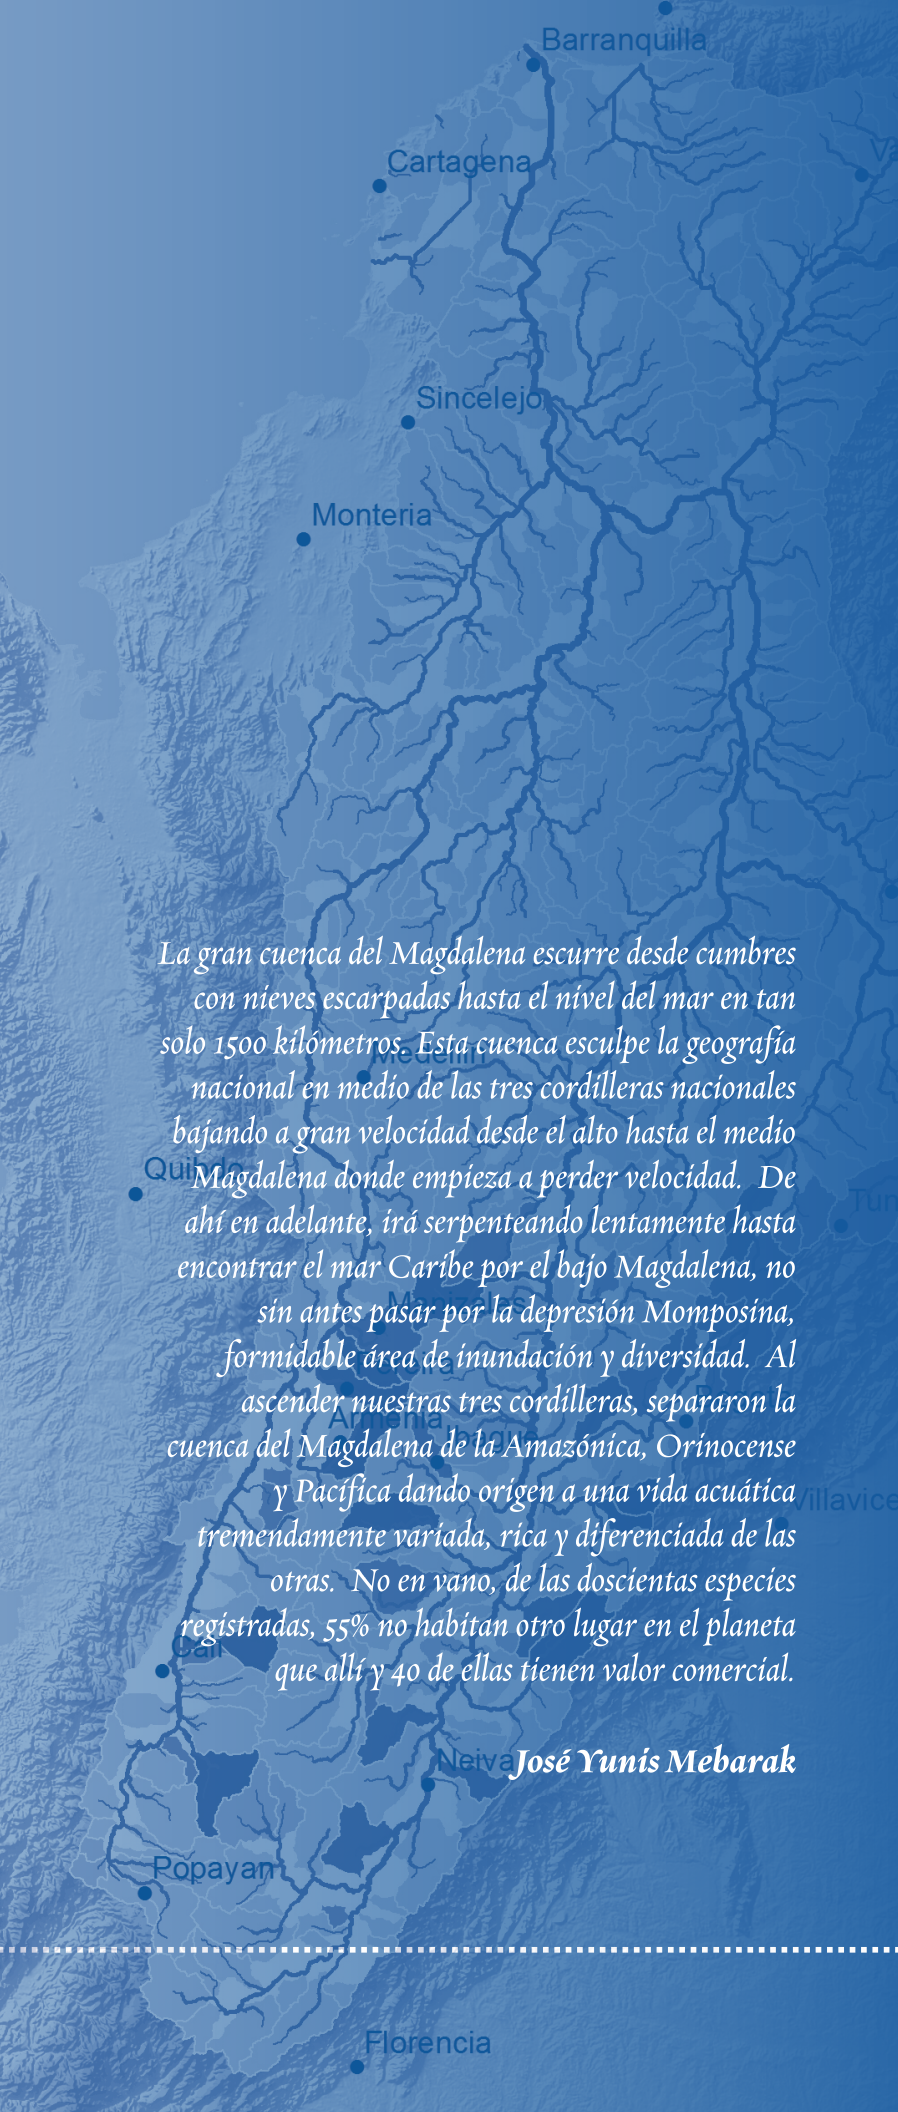 Barranquilla
Cartagena
Sincelejo
Monteria
La gran cuenca del Magdalena escurre desde cumbres
con nieves escarpadas hasta el nivel del mar en tan
solo 1500 kilómetros. Esta cuenca esculpe la geografía
Medellin
nacional en medio de las tres cordilleras nacionales
bajando a gran velocidad desde el alto hasta el medio
Quibdo
Magdalena donde empieza a perder velocidad. De
ahí en adelante, irá serpenteando lentamente hasta
encontrar el mar Caribe por el bajo Magdalena, no
Manizales
sin antes pasar por la depresión Momposina,
formidable área de inundación y diversidad. Al
Pereira
ascender nuestras tres cordilleras, separaron la
Armenia
Ibague
cuenca del Magdalena de la Amazónica, Orinocense
y Pacífica dando origen a una vida acuática
Villavice
tremendamente variada, rica y diferenciada de las
otras. No en vano, de las doscientas especies
registradas, 55% no habitan otro lugar en el planeta
Cali
que allí y 40 de ellas tienen valor comercial.
Neiva
José Yunis Mebarak
Popayan
Florencia